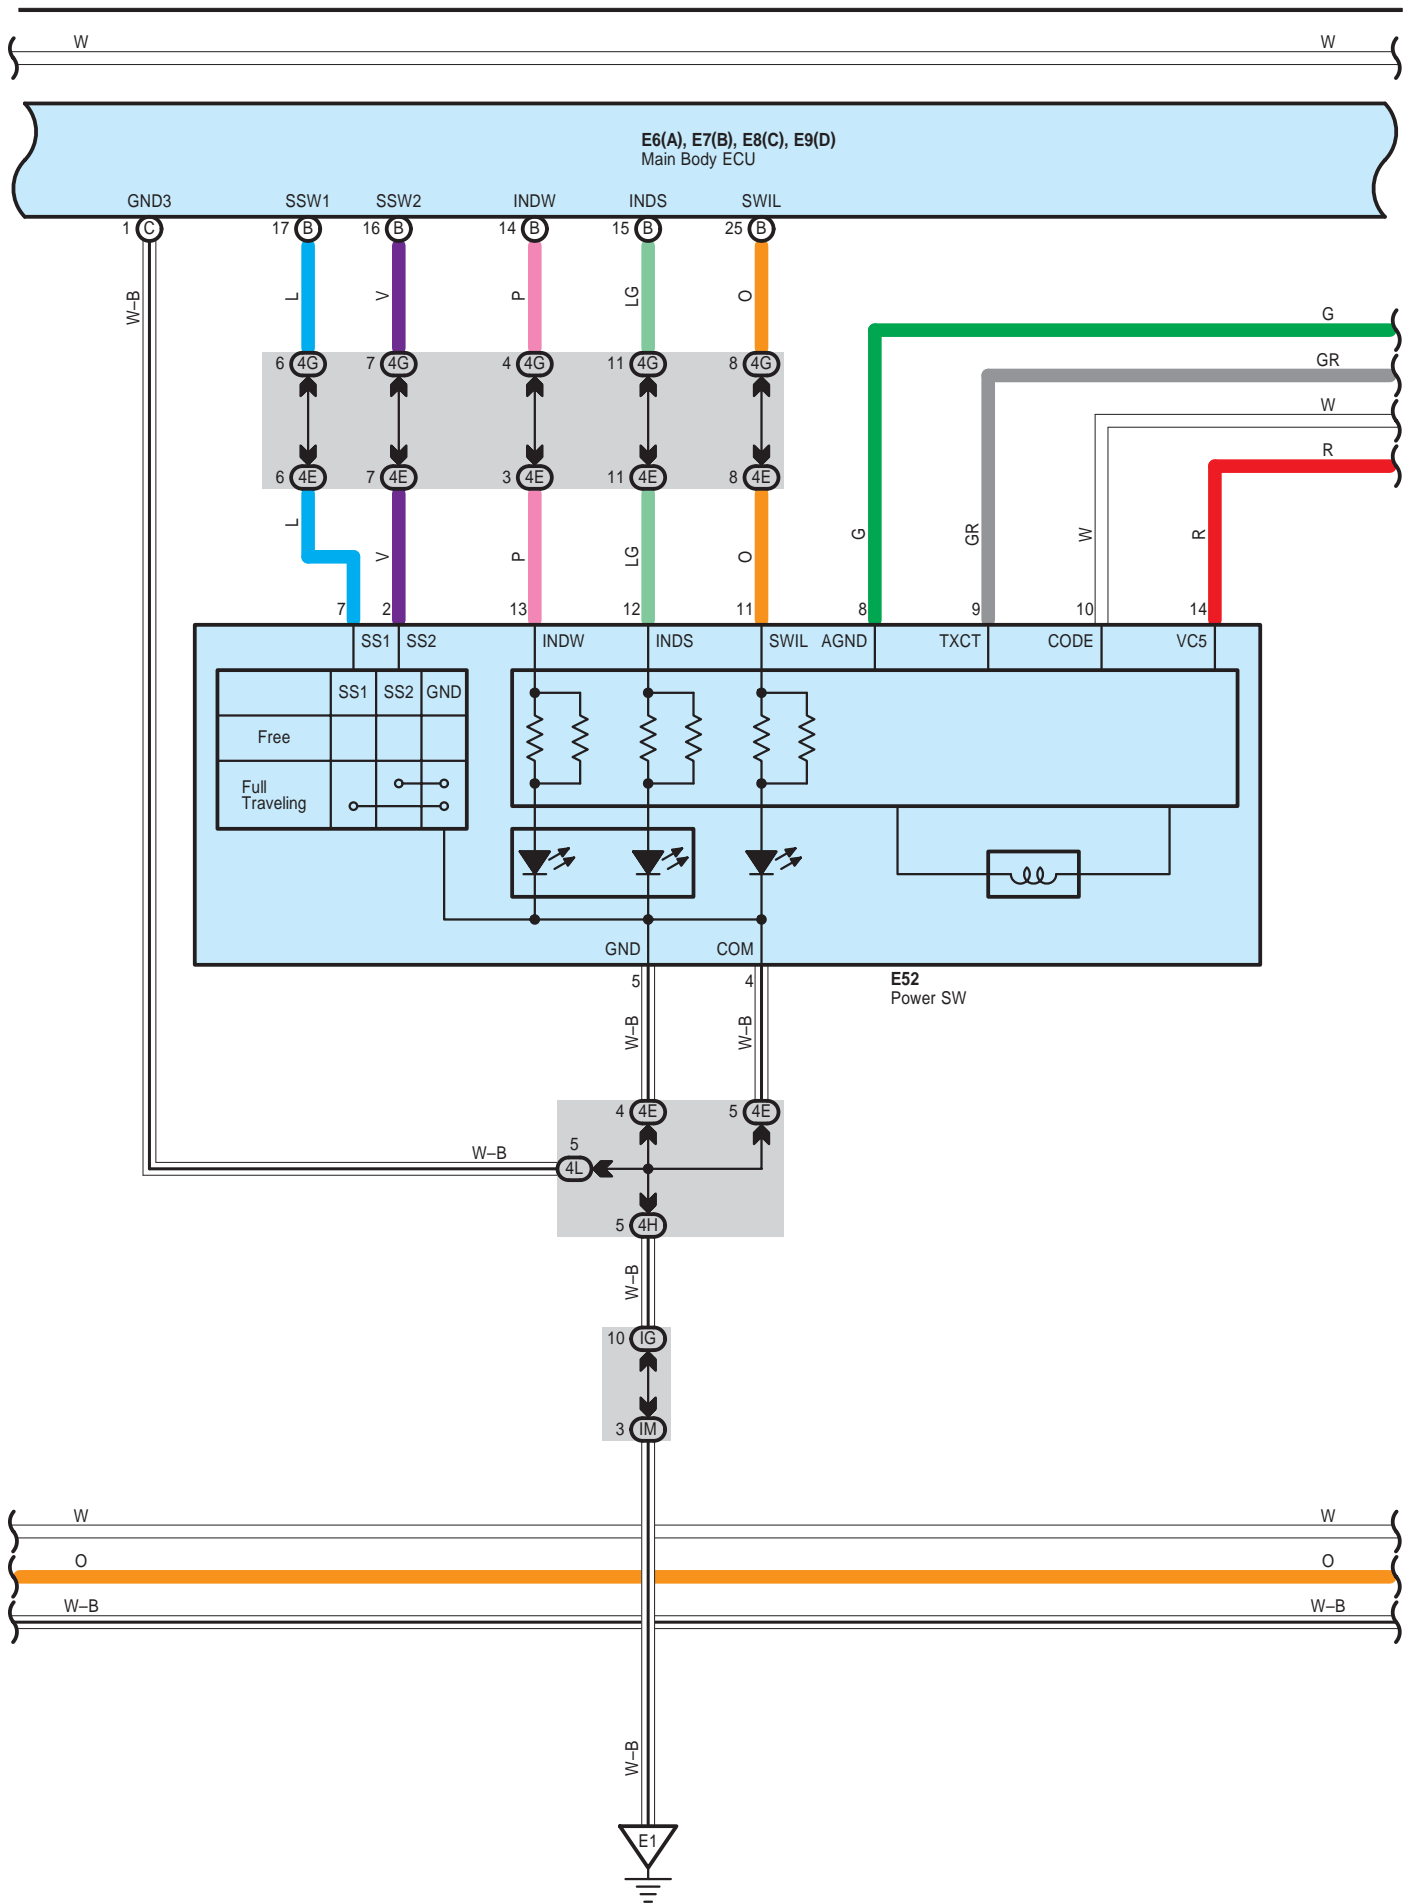 W W
E6(A), E7(B), E8(C), E9(D)
Main Body ECU
GND3 SSW1 SSW2 INDW INDS SWIL
1 C 17 B 16 B 14 B 15 B 25 B
W–B L V P LG O
G
GR
W
R
6 4G 7 4G 4 4G 11 4G 8 4G
6 4E 7 4E 3 4E 11 4E 8 4E
L V P LG O G GR W R
7 2 13 12 11 8 9 10 14
SS1 SS2 INDW INDS SWIL AGND TXCT CODE VC5
SS1 SS2 GND
Free
Full
Traveling
GND COM
5 4
E52
Power SW
W–B W–B
4 4E 5 4E
W–B 5
4L
5 4H
W–B
10 IG
3 IM
W W
O O
W–B W–B
W–B
E1